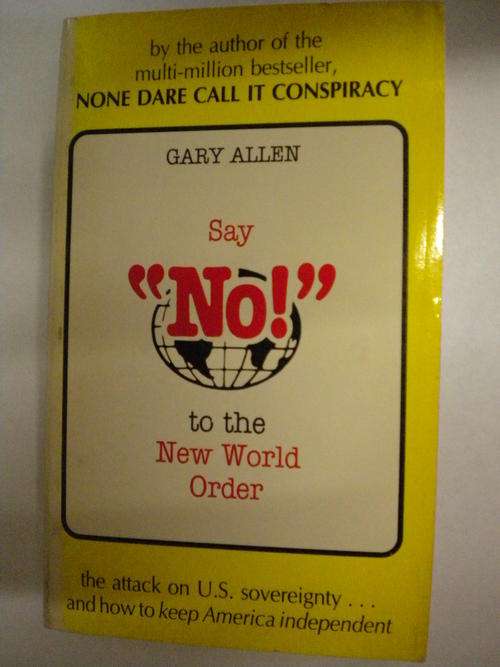 by the author of the
multi-million bestseller,
NONE DARE CALL IT CONSPIRACY
GARY ALLEN
Say
"No!"
to the
New World
Order
the attack on U.S. sovereignty . . .
and how to keep America independent